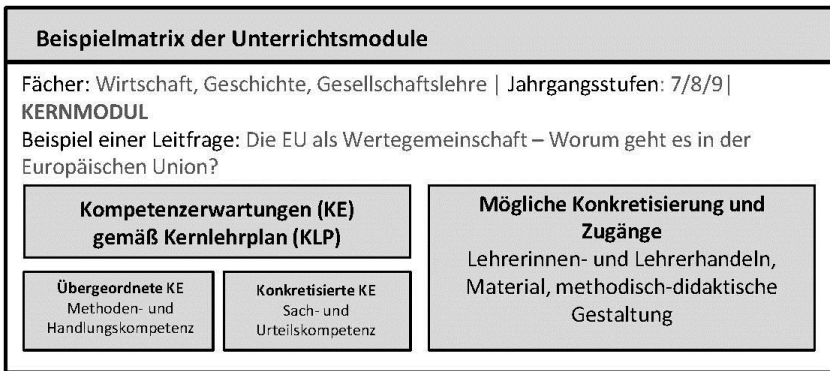 Beispielmatrix der Unterrichtsmodule
Fächer: Wirtschaft, Geschichte, Gesellschaftslehre | Jahrgangsstufen: 7/8/9|
KERNMODUL
Beispiel einer Leitfrage: Die EU als Wertegemeinschaft – Worum geht es in der
Europäischen Union?
Kompetenzerwartungen (KE)
gemäß Kernlehrplan (KLP)
Übergeordnete KE
Methoden- und
Handlungskompetenz
Konkretisierte KE
Sach- und
Urteilskompetenz
Mögliche Konkretisierung und
Zugänge
Lehrerinnen- und Lehrerhandeln,
Material, methodisch-didaktische
Gestaltung